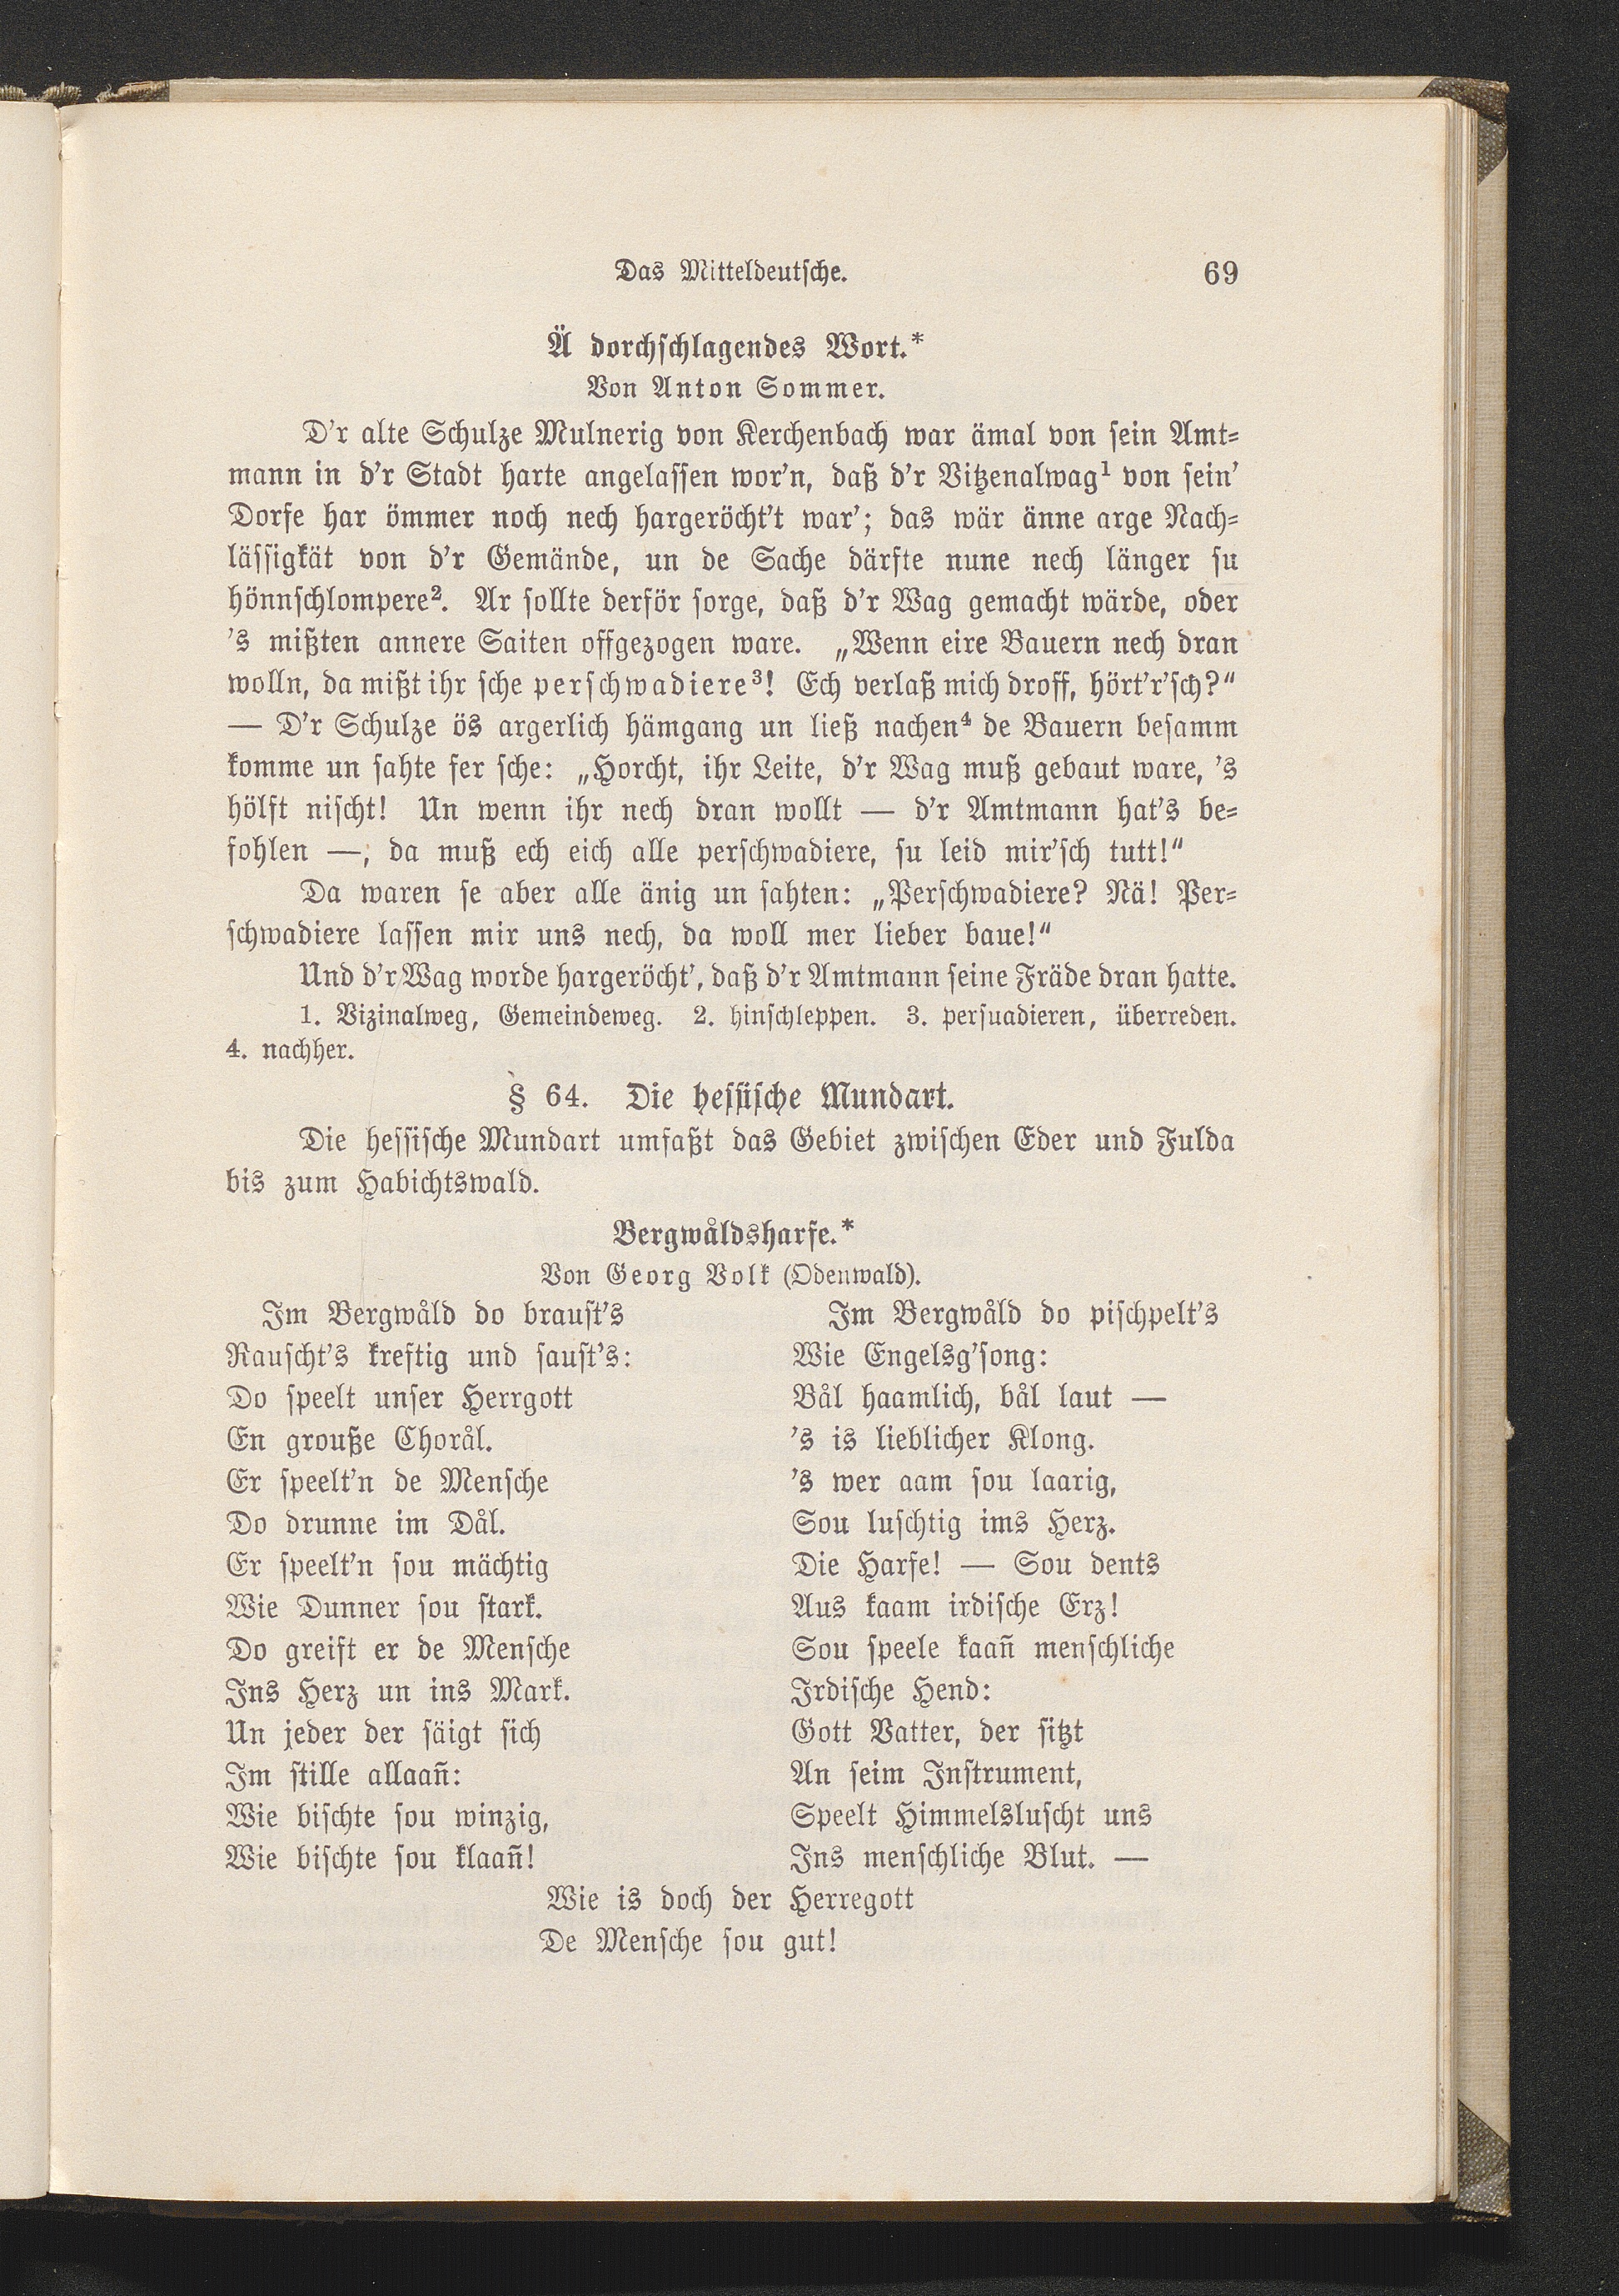 Das Mitteldeutsche. 69
Ä dorchschlagendes Wort.*
Von Anton Sommer.
D'r alte Schulze Mulnerig von Kerchenbach war ämal von sein Amt-
mann in d'r Stadt harte angelassen wor'n, daß d'r Vitzenalwag¹ von sein'
Dorfe har ömmer noch nech hargeröcht't war'; das wär änne arge Nach-
lässigkät von d'r Gemände, un de Sache därfte nune nech länger su
hönnschlompere². Ar sollte derför sorge, daß d'r Wag gemacht wärde, oder
's mißten annere Saiten offgezogen ware. „Wenn eire Bauern nech dran
wolln, da mißt ihr sche perschwadiere³! Ech verlaß mich droff, hört'r'sch?“
— D'r Schulze ös argerlich hämgang un ließ nachen⁴ de Bauern besamm
komme un sahte fer sche: „Horcht, ihr Leite, d'r Wag muß gebaut ware, 's
hölft nischt! Un wenn ihr nech dran wollt — d'r Amtmann hat's be-
fohlen —, da muß ech eich alle perschwadiere, su leid mir'sch tutt!“
Da waren se aber alle änig un sahten: „Perschwadiere? Nä! Per-
schwadiere lassen mir uns nech, da woll mer lieber baue!“
Und d'r Wag worde hargeröcht', daß d'r Amtmann seine Fräde dran hatte.
1. Vizinalweg, Gemeindeweg. 2. hinschleppen. 3. persuadieren, überreden.
4. nachher.
§ 64. Die hessische Mundart.
Die hessische Mundart umfaßt das Gebiet zwischen Eder und Fulda
bis zum Habichtswald.
Bergwåldsharfe.*
Von Georg Volk (Odenwald).
Im Bergwåld do braust's
Rauscht's kreftig und saust's:
Do speelt unser Herrgott
En grouße Chorål.
Er speelt'n de Mensche
Do drunne im Dål.
Er speelt'n sou mächtig
Wie Dunner sou stark.
Do greift er de Mensche
Ins Herz un ins Mark.
Un jeder der säigt sich
Im stille allaan̄:
Wie bischte sou winzig,
Wie bischte sou klaan̄!
Im Bergwåld do pischpelt's
Wie Engelsg'song:
Bål haamlich, bål laut —
's is lieblicher Klong.
's wer aam sou laarig,
Sou luschtig ims Herz.
Die Harfe! — Sou dents
Aus kaam irdische Erz!
Sou speele kaan̄ menschliche
Irdische Hend:
Gott Vatter, der sitzt
An seim Instrument,
Speelt Himmelsluscht uns
Ins menschliche Blut. —
Wie is doch der Herregott
De Mensche sou gut!